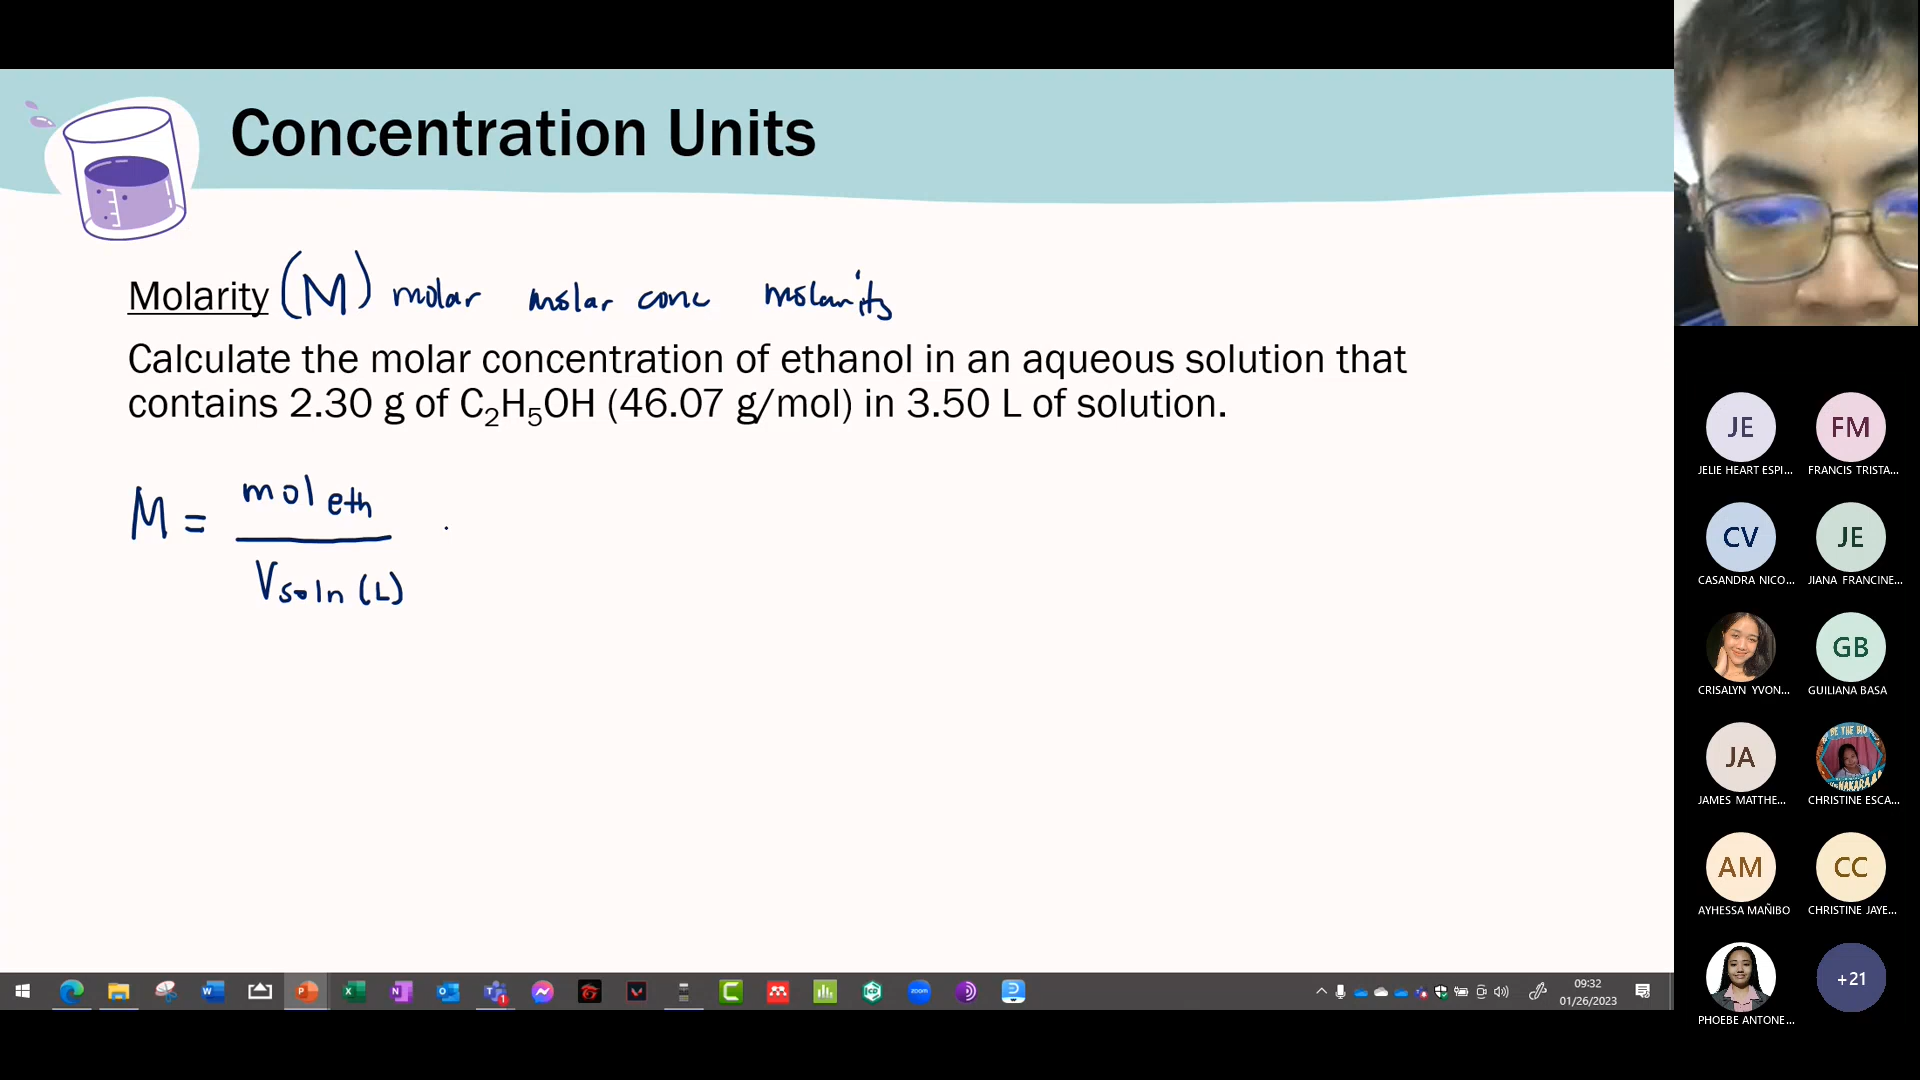 Concentration Units
Molarity (M) molar molar conc molarity
Calculate the molar concentration of ethanol in an aqueous solution that
contains 2.30 g of C₂H₅OH (46.07 g/mol) in 3.50 L of solution.
M = mol eth
V soln (L)
JE FM
JELIE HEART ESPI... FRANCIS TRISTA...
CV JE
CASANDRA NICO... JIANA FRANCINE...
GB
CRISALYN YVON... GUILIANA BASA
JA
JAMES MATTHE... CHRISTINE ESCA...
AM CC
AYHESSA MAÑIBO CHRISTINE JAYE...
+21
PHOEBE ANTONE...
zoom
09:32
01/26/2023